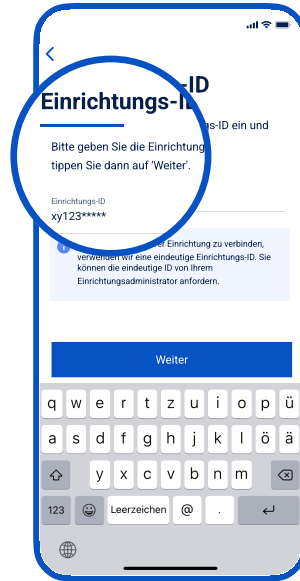 -ID
Einrichtungs-I
gs-ID ein und
Bitte geben Sie die Einrichtung
tippen Sie dann auf 'Weiter'.
Einrichtungs-ID
xy123*****
er Einrichtung zu verbinden,
verwenden wir eine eindeutige Einrichtungs-ID. Sie
können die eindeutige ID von Ihrem
Einrichtungsadministrator anfordern.
Weiter
q w e r t z u i o p ü
a s d f g h j k l ö ä
y x c v b n m
123 Leerzeichen @ .